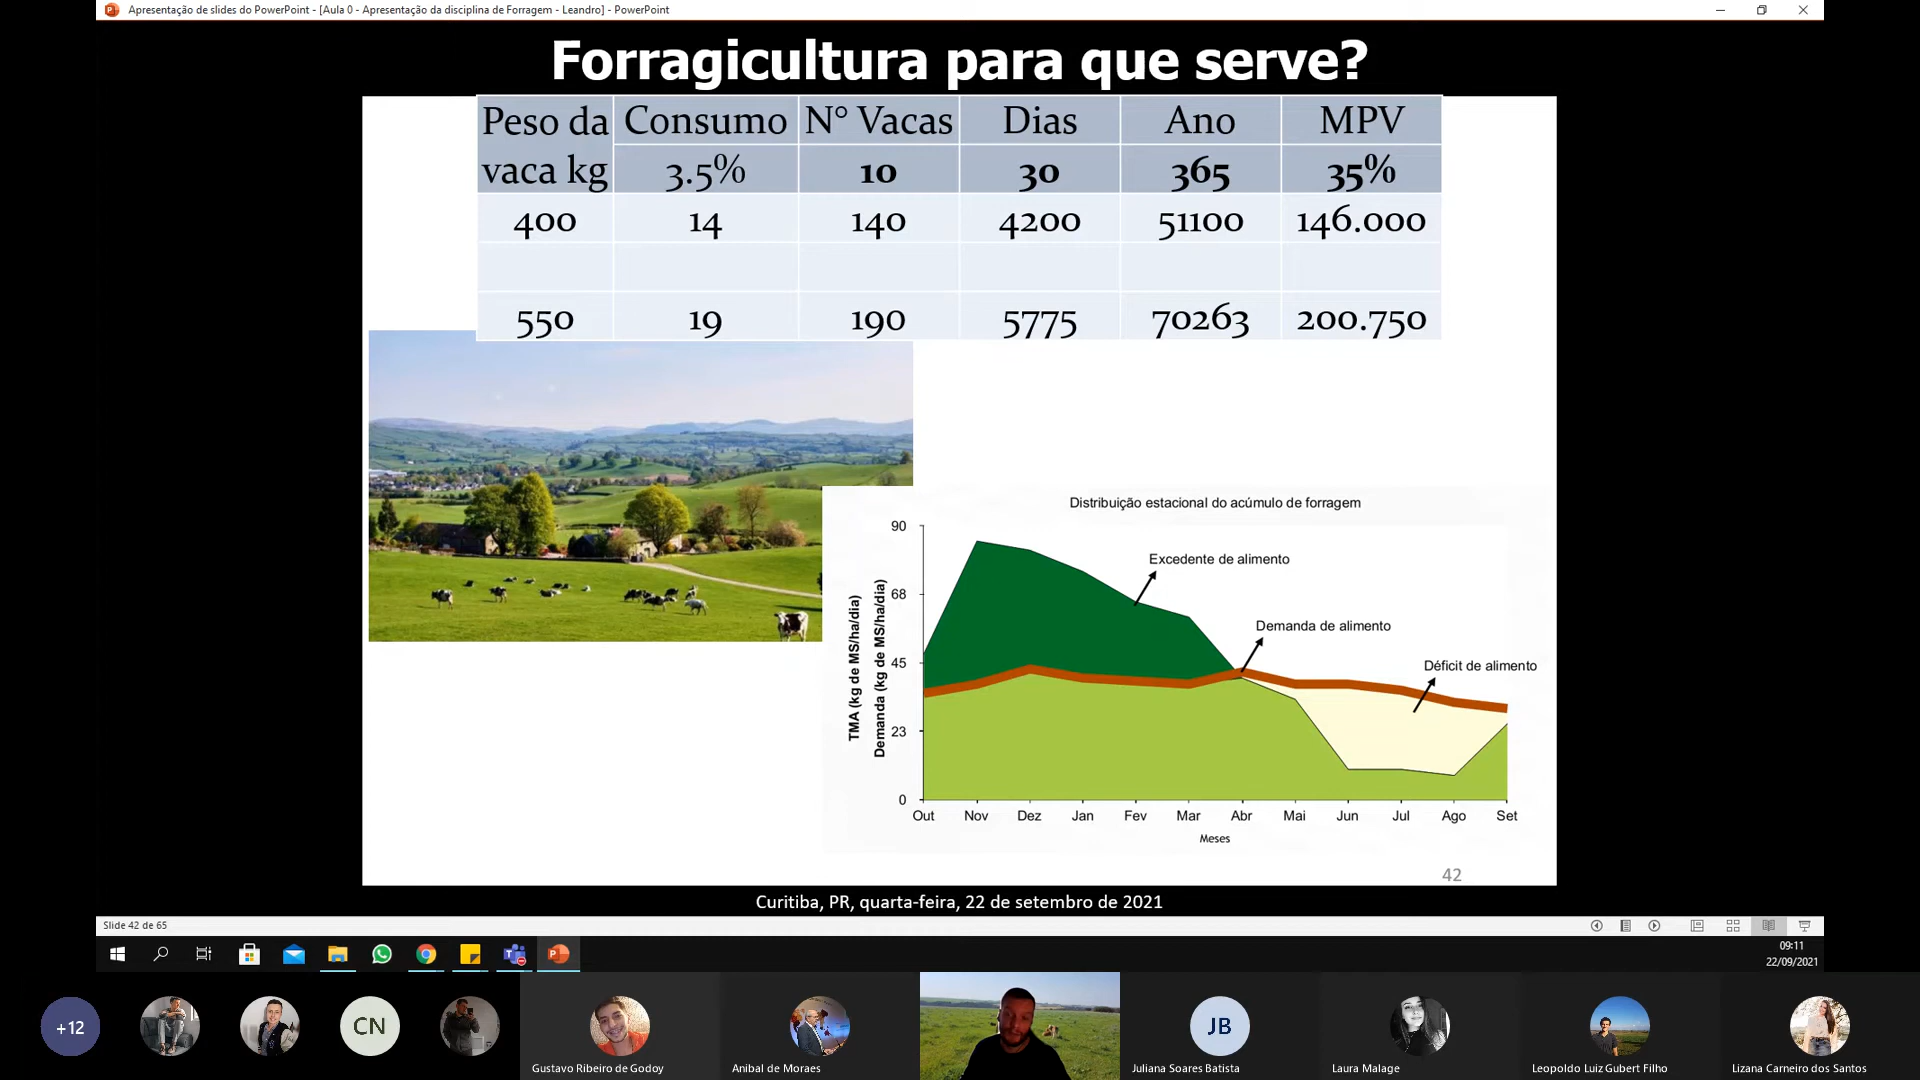 Apresentação de slides do PowerPoint - [Aula 0 - Apresentação da disciplina de Forragem - Leandro] - PowerPoint
Forragicultura para que serve?
Peso da vaca kg Consumo N° Vacas Dias Ano MPV
3.5% 10 30 365 35%
400 14 140 4200 51100 146.000
550 19 190 5775 70263 200.750
Distribuição estacional do acúmulo de forragem
TMA (kg de MS/ha/dia)
Demanda (kg de MS/ha/dia)
90
68
45
23
0
Excedente de alimento
Demanda de alimento
Déficit de alimento
Out Nov Dez Jan Fev Mar Abr Mai Jun Jul Ago Set
Meses
42
Curitiba, PR, quarta-feira, 22 de setembro de 2021
Slide 42 de 65
09:11
22/09/2021
+12
CN
JB
Gustavo Ribeiro de Godoy
Anibal de Moraes
Juliana Soares Batista
Laura Malage
Leopoldo Luiz Gubert Filho
Lizana Carneiro dos Santos